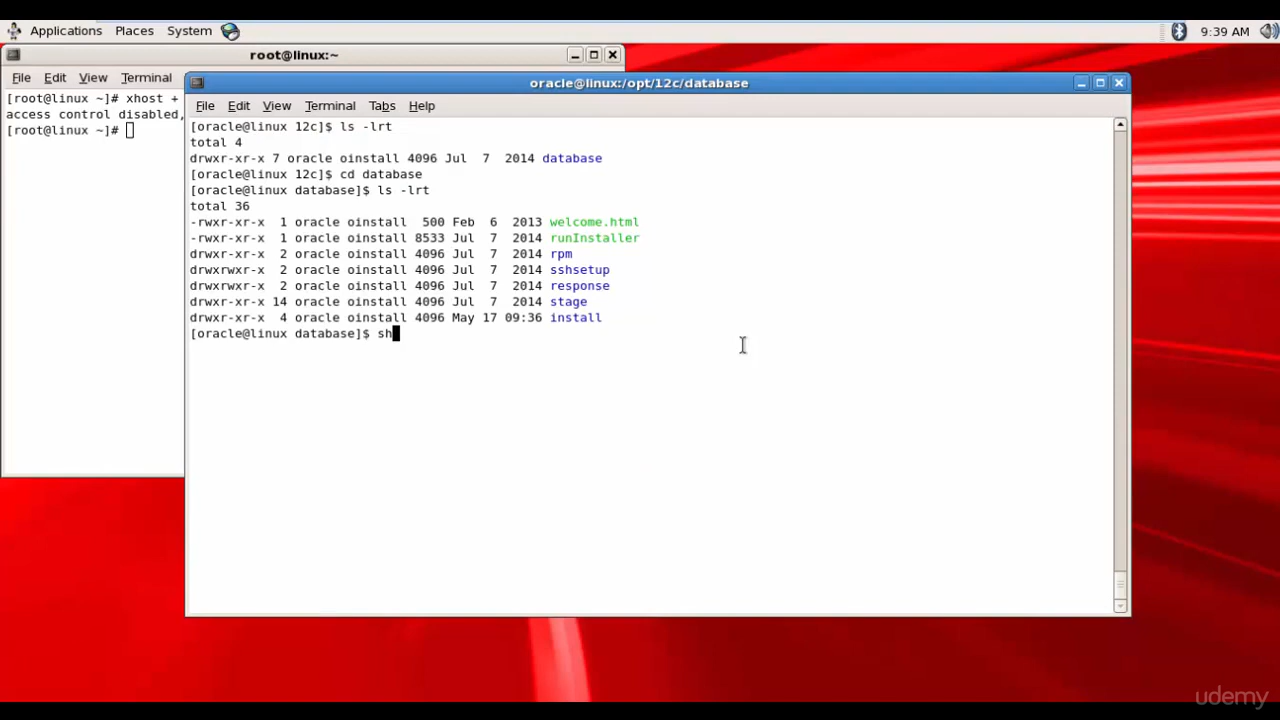 Applications Places System 9:39 AM
root@linux:~
File Edit View Terminal
[root@linux ~]# xhost +
access control disabled,
[root@linux ~]#
oracle@linux:/opt/12c/database
File Edit View Terminal Tabs Help
[oracle@linux 12c]$ ls -lrt
total 4
drwxr-xr-x 7 oracle oinstall 4096 Jul  7  2014 database
[oracle@linux 12c]$ cd database
[oracle@linux database]$ ls -lrt
total 36
-rwxr-xr-x  1 oracle oinstall  500 Feb  6  2013 welcome.html
-rwxr-xr-x  1 oracle oinstall 8533 Jul  7  2014 runInstaller
drwxr-xr-x  2 oracle oinstall 4096 Jul  7  2014 rpm
drwxrwxr-x  2 oracle oinstall 4096 Jul  7  2014 sshsetup
drwxrwxr-x  2 oracle oinstall 4096 Jul  7  2014 response
drwxr-xr-x 14 oracle oinstall 4096 Jul  7  2014 stage
drwxr-xr-x  4 oracle oinstall 4096 May 17 09:36 install
[oracle@linux database]$ sh
udemy